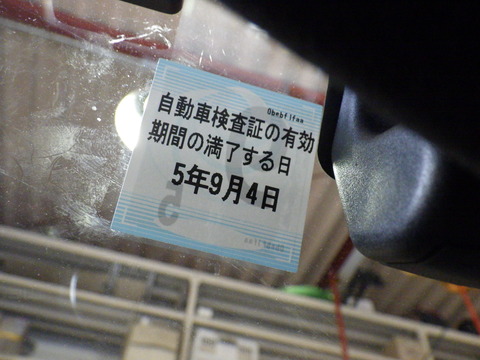 自動車検査証の有効
期間の満了する日
5年9月4日